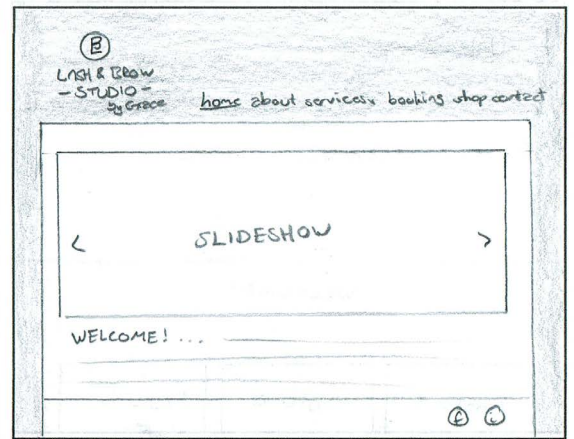 B
LASH & BROW
- STUDIO -
By Grace
home about services booking shop contact
< SLIDESHOW >
WELCOME! ...
f i